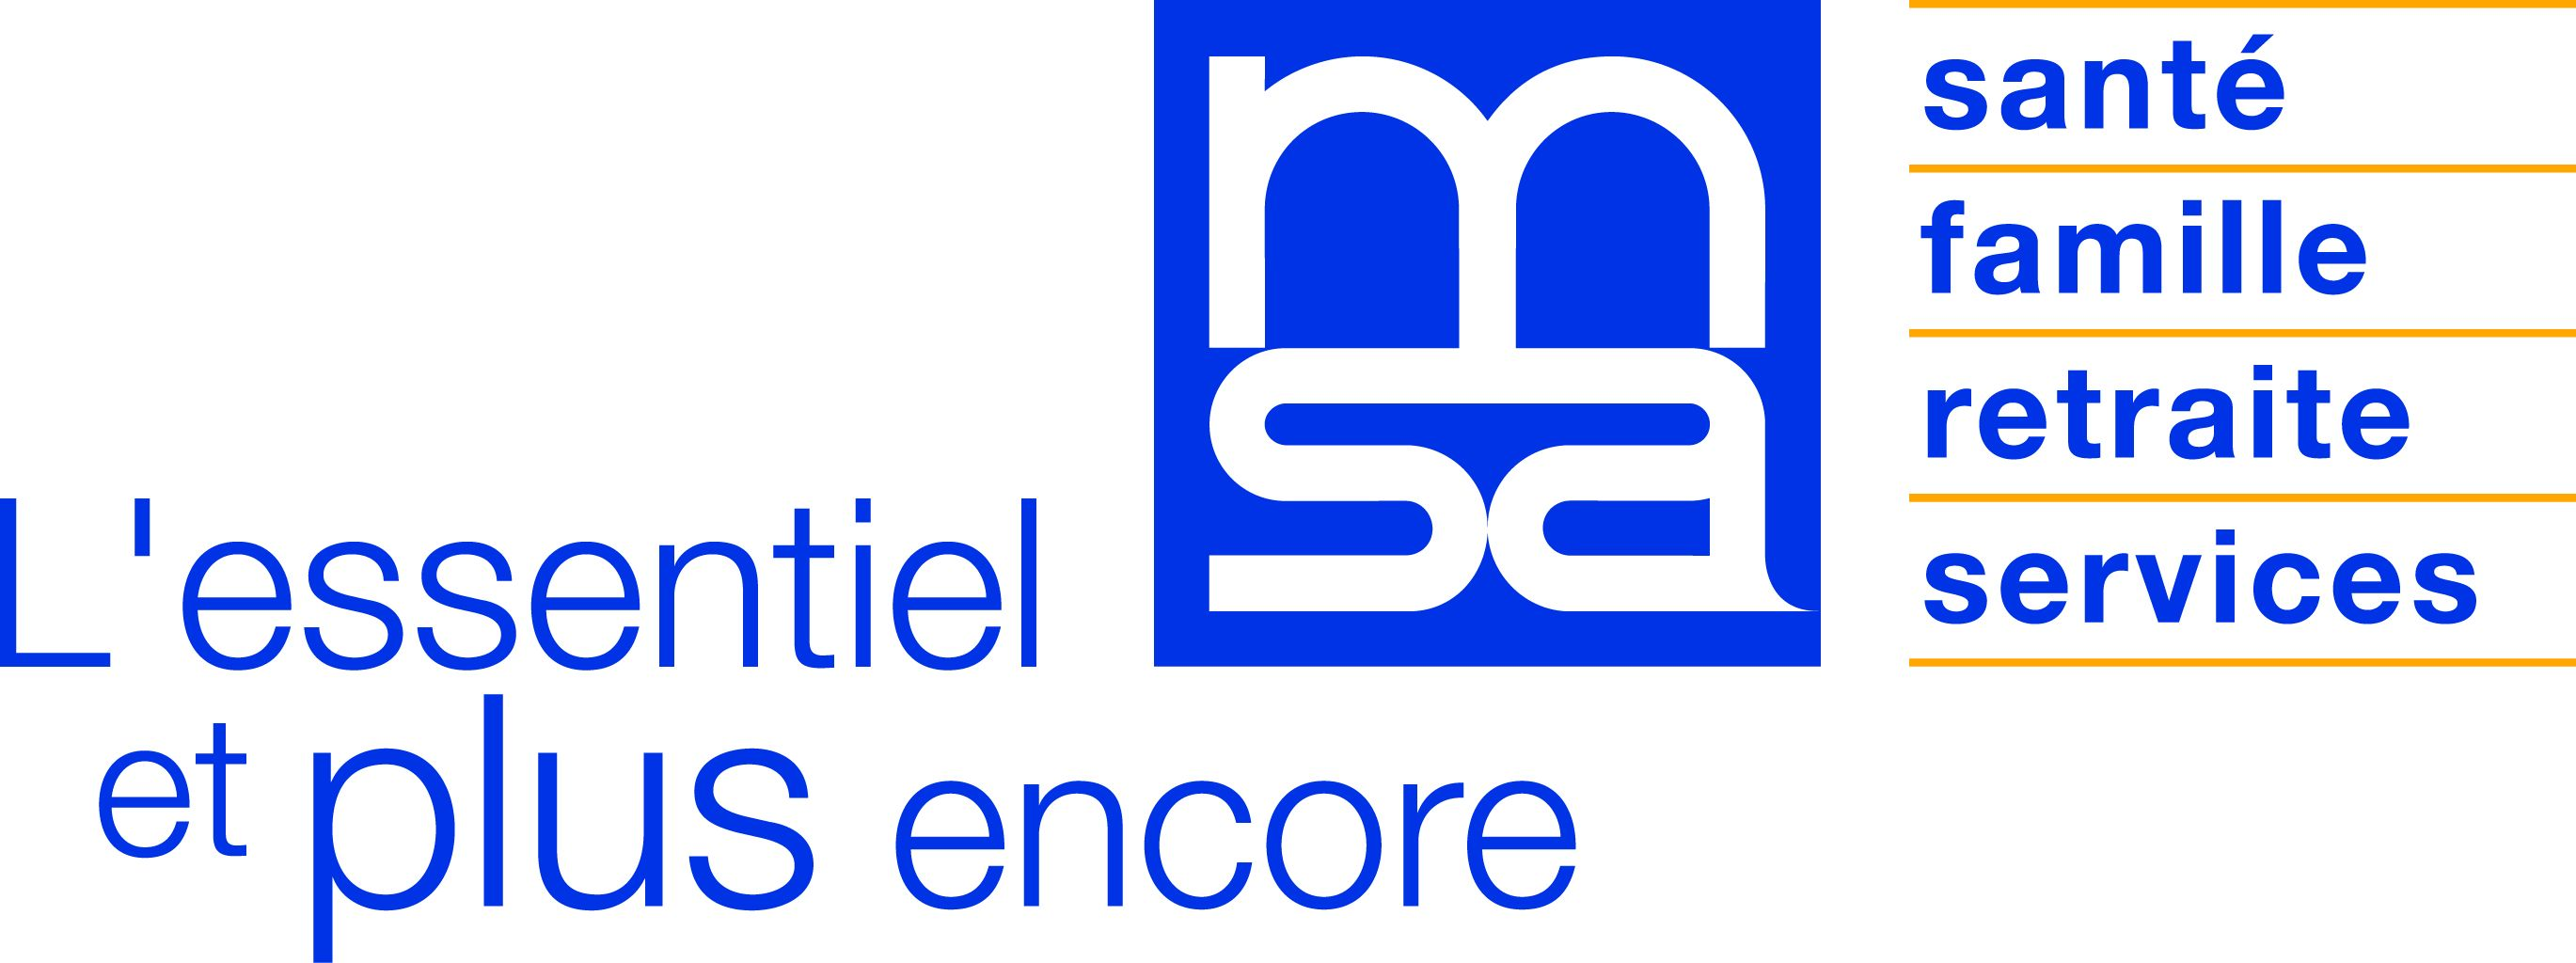 msa
santé
famille
retraite
services
L'essentiel
et plus encore